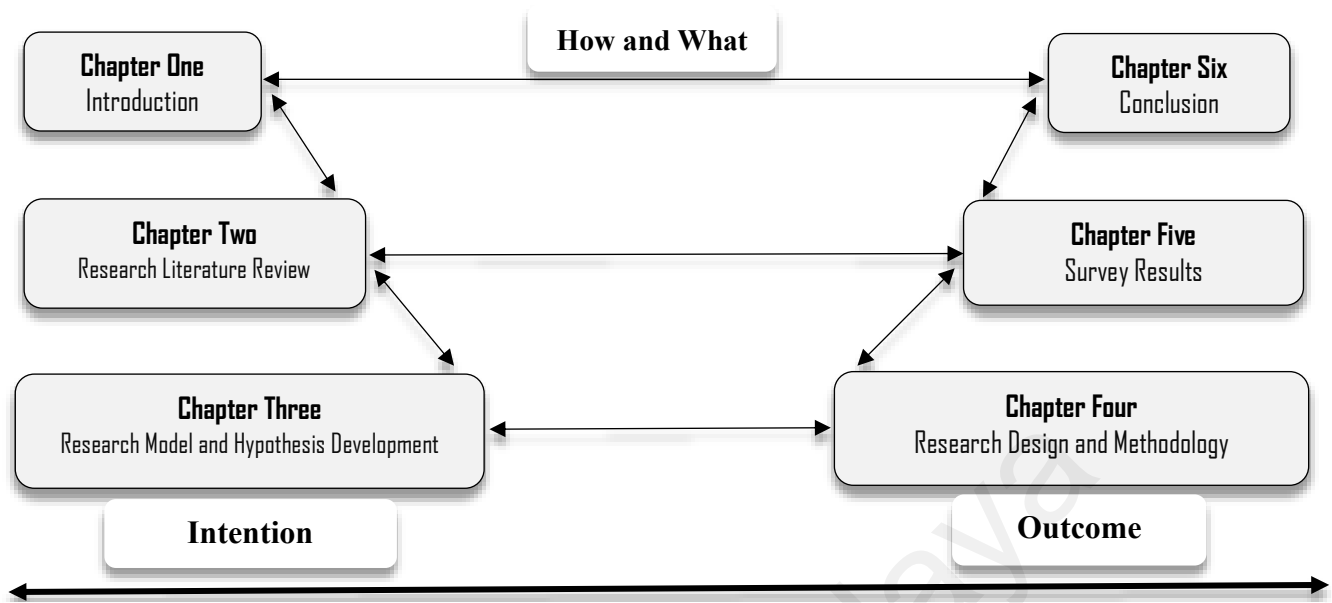 How and What
Chapter One
Introduction
Chapter Six
Conclusion
Chapter Two
Research Literature Review
Chapter Five
Survey Results
Chapter Three
Research Model and Hypothesis Development
Chapter Four
Research Design and Methodology
Intention
Outcome